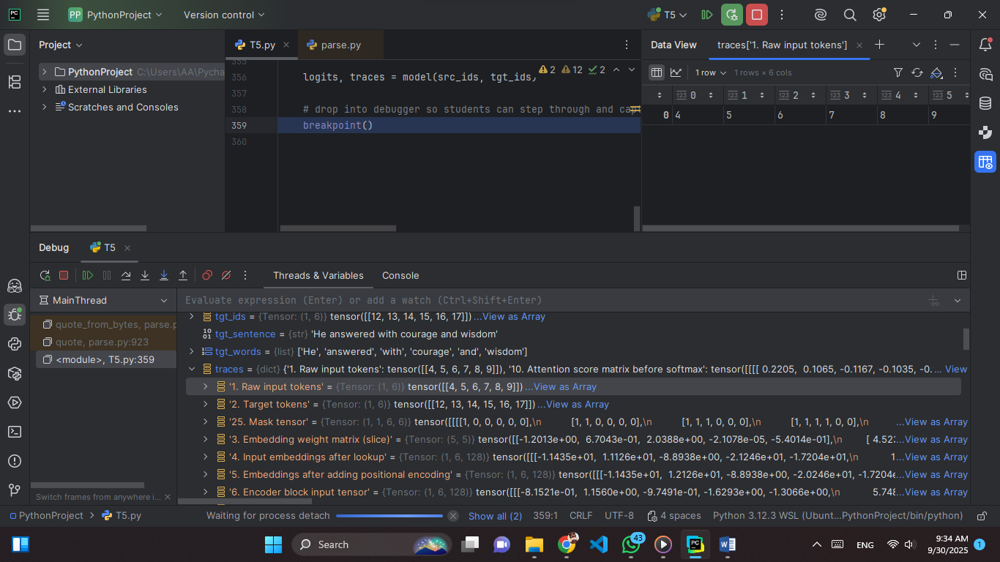 PP PythonProject Version control T5
Project
T5.py parse.py
Data View traces['1. Raw input tokens']
PythonProject C:\Users\AA\Pycha
External Libraries
Scratches and Consoles
355
356 logits, traces = model(src_ids, tgt_ids,
2 12 2
357
358 # drop into debugger so students can step through and capt
359 breakpoint()
360
1 row 1 rows × 6 cols
123 0 123 1 123 2 123 3 123 4 123 5
0 4 5 6 7 8 9
Debug T5
Threads & Variables Console
MainThread
Evaluate expression (Enter) or add a watch (Ctrl+Shift+Enter)
quote_from_bytes, parse.p
quote, parse.py:923
<module>, T5.py:359
tgt_ids = {Tensor: (1, 6)} tensor([[12, 13, 14, 15, 16, 17]]) ...View as Array
tgt_sentence = {str} 'He answered with courage and wisdom'
tgt_words = {list} ['He', 'answered', 'with', 'courage', 'and', 'wisdom']
traces = {dict} {'1. Raw input tokens': tensor([[4, 5, 6, 7, 8, 9]]), '10. Attention score matrix before softmax': tensor([[[[ 0.2205, 0.1065, -0.1167, -0.1035, -0. ... View
'1. Raw input tokens' = {Tensor: (1, 6)} tensor([[4, 5, 6, 7, 8, 9]]) ...View as Array
'2. Target tokens' = {Tensor: (1, 6)} tensor([[12, 13, 14, 15, 16, 17]]) ...View as Array
'25. Mask tensor' = {Tensor: (1, 1, 6, 6)} tensor([[[[1, 0, 0, 0, 0, 0],\n [1, 1, 0, 0, 0, 0],\n [1, 1, 1, 0, 0, 0],\n [1, 1, 1, 1, 0, 0],\n ...View as Array
'3. Embedding weight matrix (slice)' = {Tensor: (5, 5)} tensor([[-1.2013e+00, 6.7043e-01, 2.0388e+00, -2.1078e-05, -5.4014e-01],\n [ 4.523 ...View as Array
'4. Input embeddings after lookup' = {Tensor: (1, 6, 128)} tensor([[[-1.1435e+01, 1.1126e+01, -8.8938e+00, -2.1246e+01, -1.7204e+01,\n 1 ...View as Array
'5. Embeddings after adding positional encoding' = {Tensor: (1, 6, 128)} tensor([[[-1.1435e+01, 1.2126e+01, -8.8938e+00, -2.0246e+01, -1.7204e ...View as Array
'6. Encoder block input tensor' = {Tensor: (1, 6, 128)} tensor([[[-8.1521e-01, 1.1560e+00, -9.7491e-01, -1.6293e+00, -1.3066e+00,\n 5.748 ...View as Array
Switch frames from anywhere i...
PythonProject T5.py Waiting for process detach Show all (2) 359:1 CRLF UTF-8 4 spaces Python 3.12.3 WSL (Ubunt...PythonProject/bin/python)
Search 43 ENG 9:34 AM
9/30/2025 1